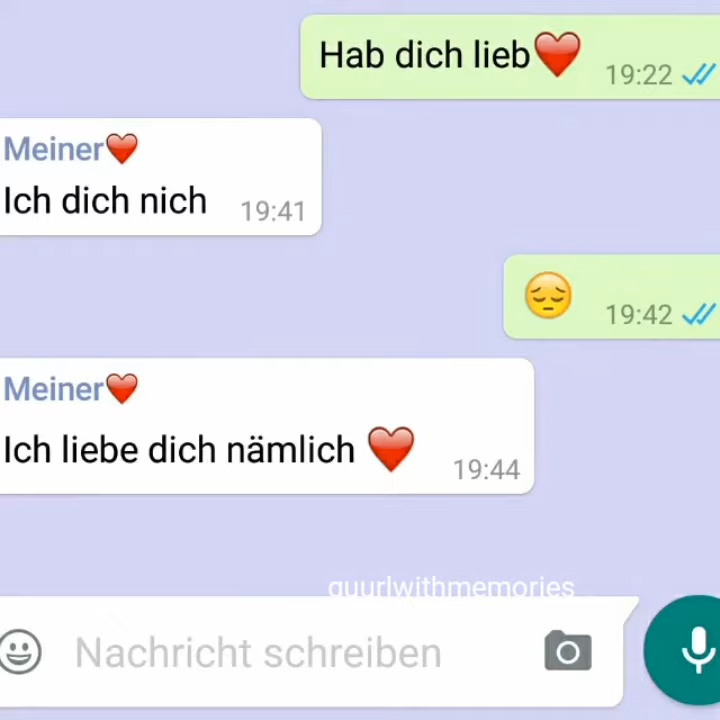 Hab dich lieb❤️ 19:22
Meiner❤️
Ich dich nich 19:41
😔 19:42
Meiner❤️
Ich liebe dich nämlich ❤️ 19:44
guurlwithmemories
Nachricht schreiben